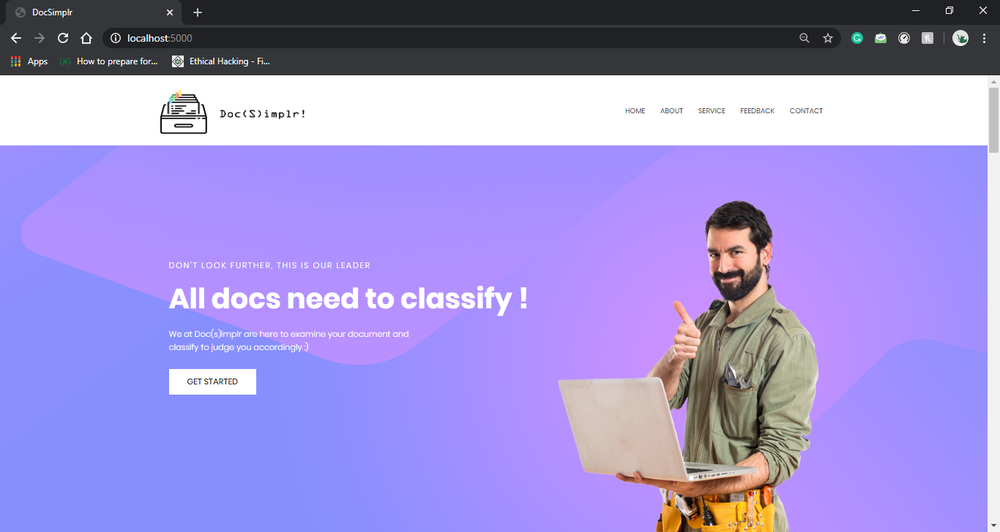 DocSimplr
localhost:5000
Apps
How to prepare for...
Ethical Hacking - Fi...
Doc(S)implr!
HOME ABOUT SERVICE FEEDBACK CONTACT
DON'T LOOK FURTHER, THIS IS OUR LEADER
All docs need to classify !
We at Doc(s)implr are here to examine your document and
classify to judge you accordingly :)
GET STARTED